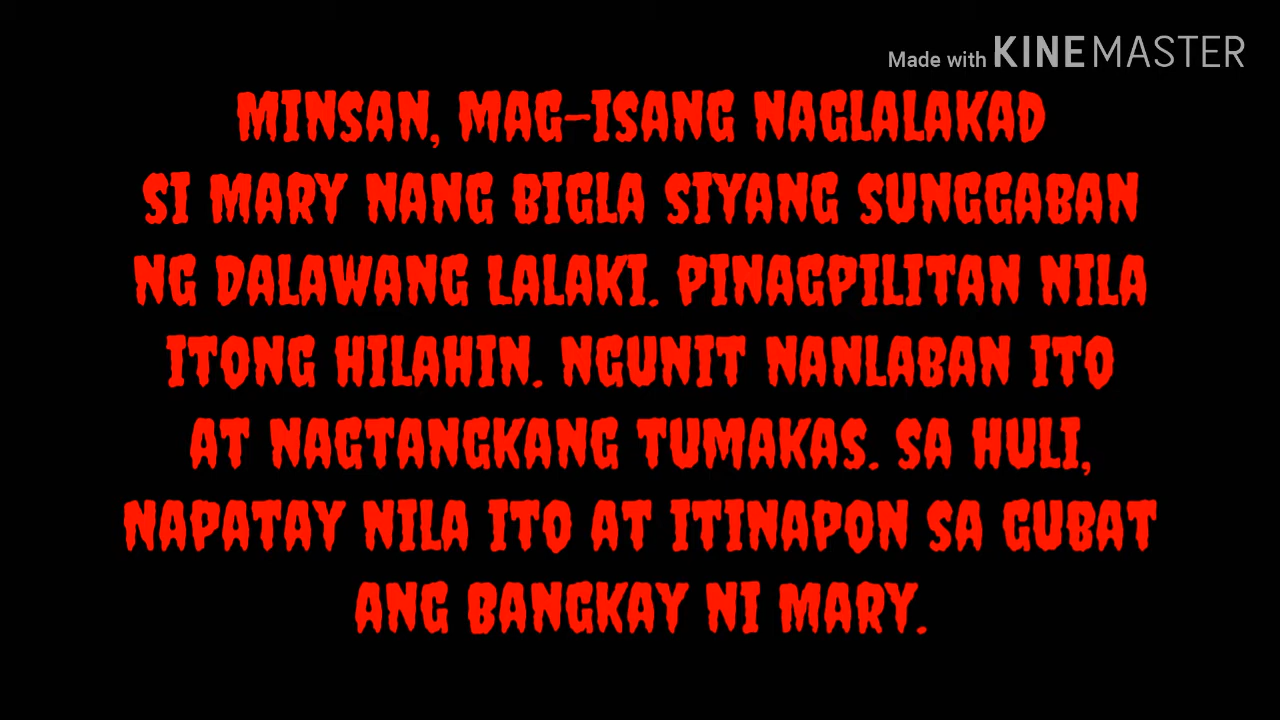 Made with KINEMASTER
MINSAN, MAG-ISANG NAGLALAKAD
SI MARY NANG BIGLA SIYANG SUNGGABAN
NG DALAWANG LALAKI. PINAGPILITAN NILA
ITONG HILAHIN. NGUNIT NANLABAN ITO
AT NAGTANGKANG TUMAKAS. SA HULI,
NAPATAY NILA ITO AT ITINAPON SA GUBAT
ANG BANGKAY NI MARY.